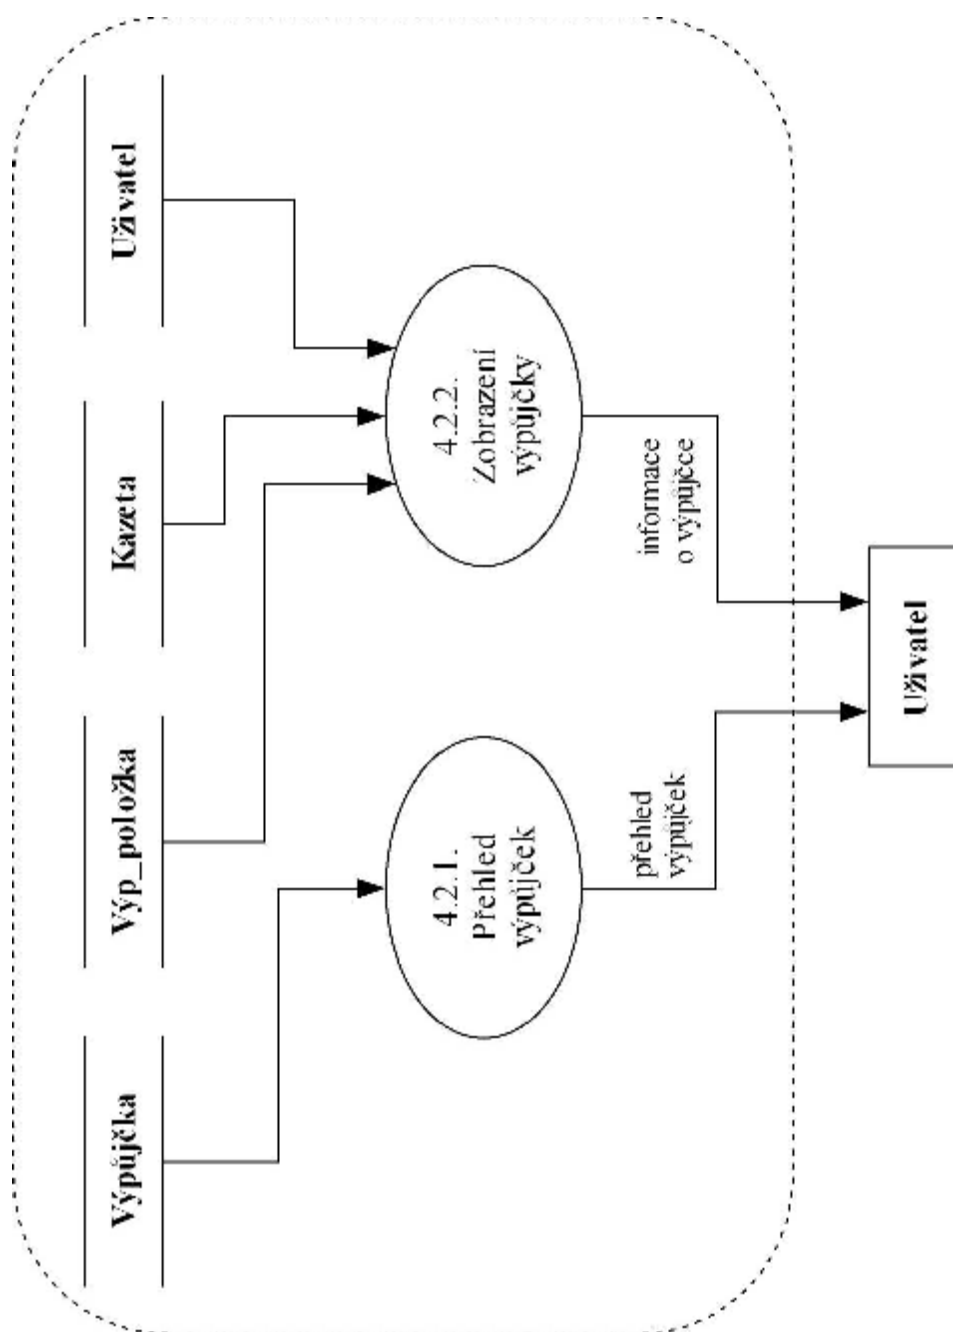 Výpůjčka
Výp_položka
Kazeta
Uživatel
4.2.1.
Přehled
výpůjček
4.2.2.
Zobrazení
výpůjčky
přehled
výpůjček
informace
o výpůjčce
Uživatel